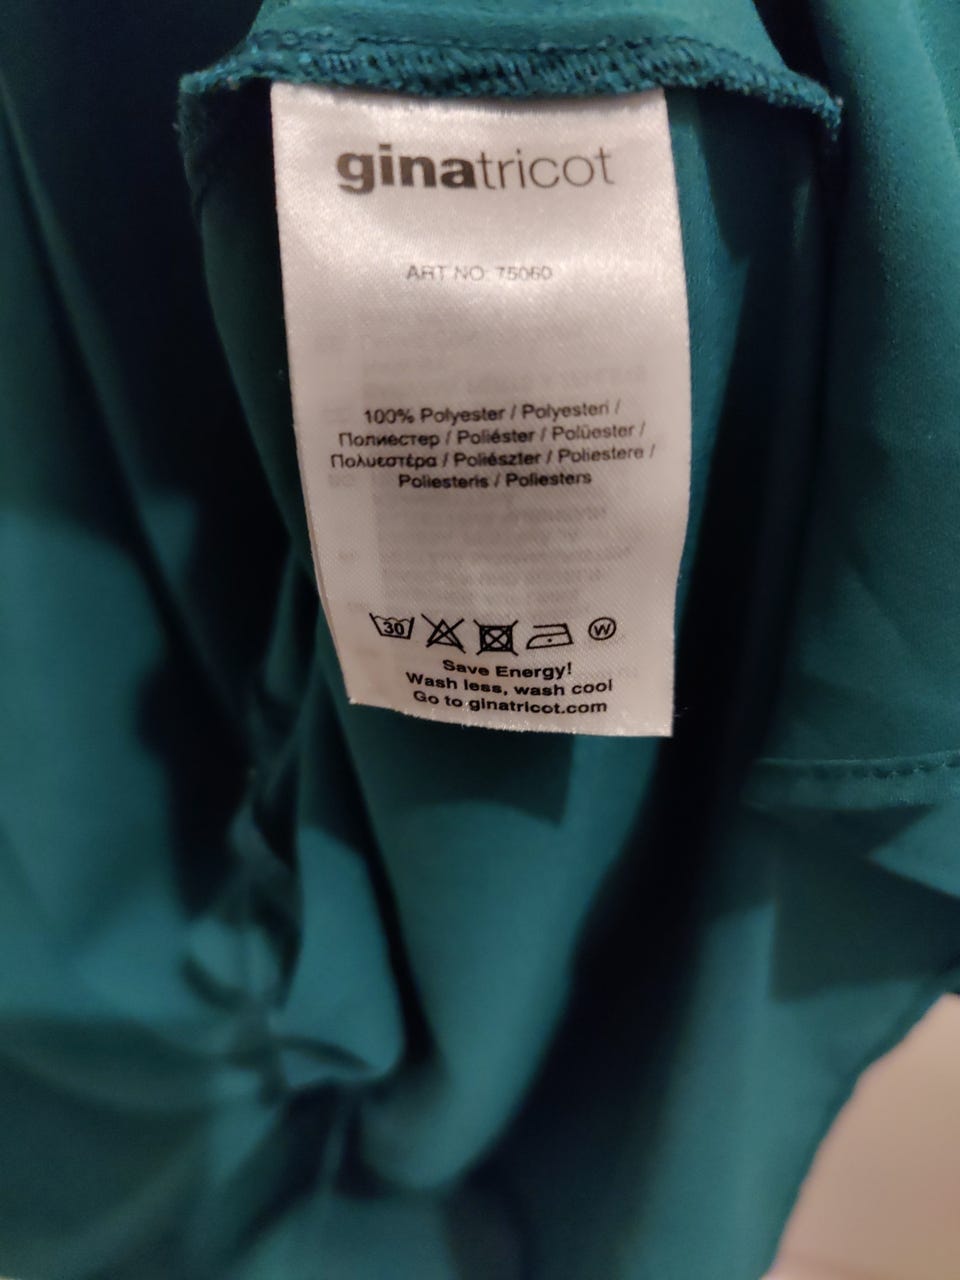 ginatricot
ART NO: 75060
100% Polyester / Polyesteri /
Полиестер / Poliéster / Polüester /
Πολυεστέρα / Poliészter / Poliestere /
Poliesteris / Poliesters
30
W
Save Energy!
Wash less, wash cool
Go to ginatricot.com